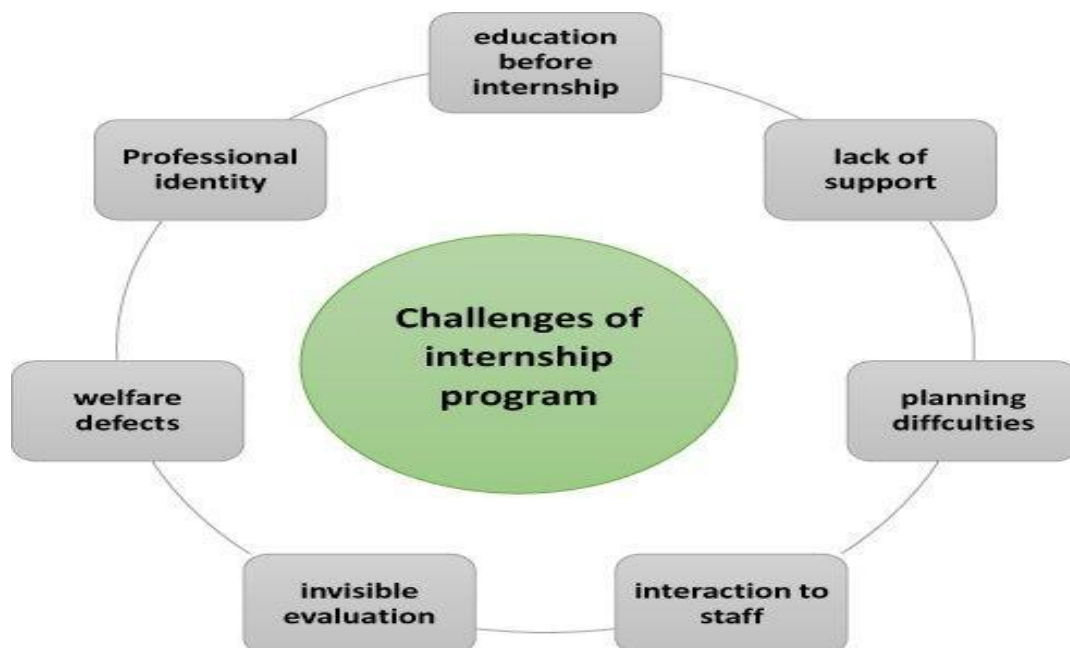 education
before
internship
lack of
support
planning
diffculties
interaction to
staff
invisible
evaluation
welfare
defects
Professional
identity
Challenges of
internship
program